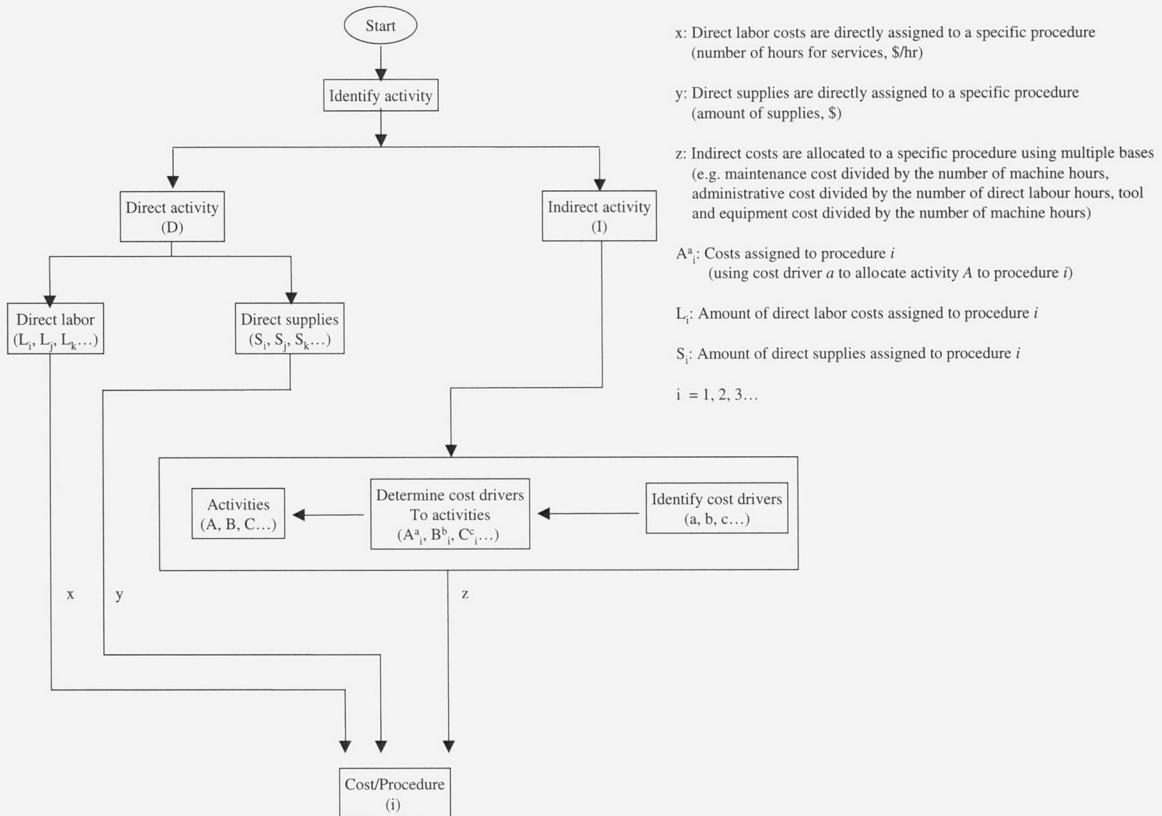 Start
Identify activity
Direct activity
(D)
Indirect activity
(I)
Direct labor
(Lᵢ, Lⱼ, Lₖ…)
Direct supplies
(Sᵢ, Sⱼ, Sₖ…)
Activities
(A, B, C…)
Determine cost drivers
To activities
(Aᵃᵢ, Bᵇᵢ, Cᶜᵢ…)
Identify cost drivers
(a, b, c…)
x
y
z
Cost/Procedure
(i)
x: Direct labor costs are directly assigned to a specific procedure
(number of hours for services, $/hr)
y: Direct supplies are directly assigned to a specific procedure
(amount of supplies, $)
z: Indirect costs are allocated to a specific procedure using multiple bases
(e.g. maintenance cost divided by the number of machine hours,
administrative cost divided by the number of direct labour hours, tool
and equipment cost divided by the number of machine hours)
Aᵃᵢ: Costs assigned to procedure i
(using cost driver a to allocate activity A to procedure i)
Lᵢ: Amount of direct labor costs assigned to procedure i
Sᵢ: Amount of direct supplies assigned to procedure i
i = 1, 2, 3…